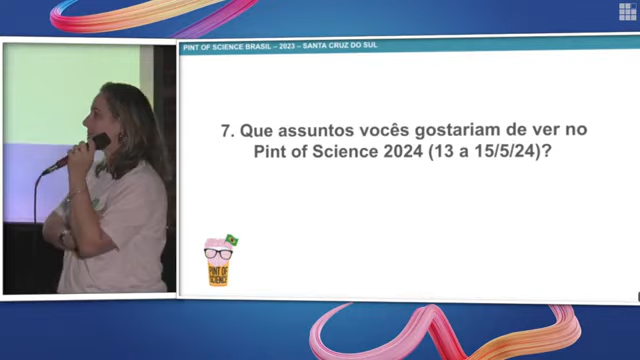 PINT OF SCIENCE BRASIL – 2023 – SANTA CRUZ DO SUL
7. Que assuntos vocês gostariam de ver no
Pint of Science 2024 (13 a 15/5/24)?
PINT OF
SCIENCE